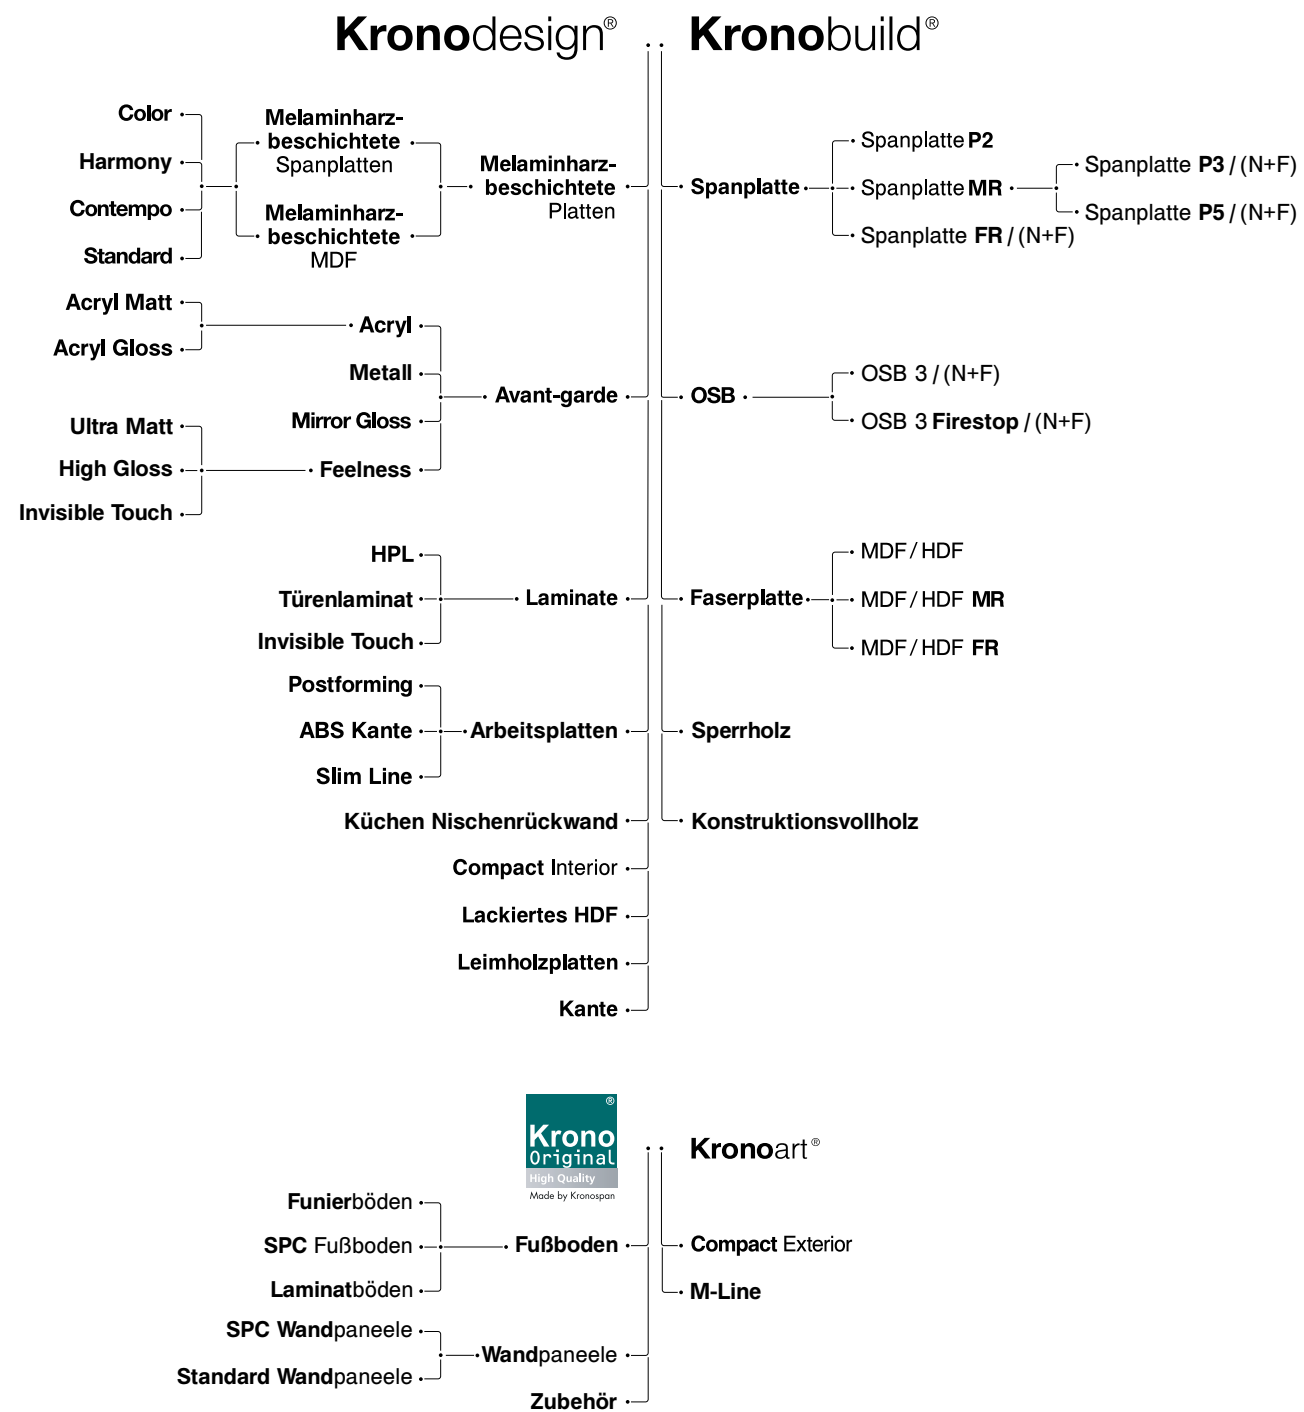 Kronodesign®
Kronobuild®
Color
Harmony
Contempo
Standard
Melaminharz-
beschichtete
Spanplatten
Melaminharz-
beschichtete
MDF
Melaminharz-
beschichtete
Platten
Acryl Matt
Acryl Gloss
Acryl
Metall
Mirror Gloss
Ultra Matt
High Gloss
Invisible Touch
Feelness
Avant-garde
HPL
Türenlaminat
Invisible Touch
Laminate
Postforming
ABS Kante
Slim Line
Arbeitsplatten
Küchen Nischenrückwand
Compact Interior
Lackiertes HDF
Leimholzplatten
Kante
Spanplatte
Spanplatte P2
Spanplatte MR
Spanplatte FR / (N+F)
Spanplatte P3 / (N+F)
Spanplatte P5 / (N+F)
OSB
OSB 3 / (N+F)
OSB 3 Firestop / (N+F)
Faserplatte
MDF/HDF
MDF/HDF MR
MDF/HDF FR
Sperrholz
Konstruktionsvollholz
®
Krono
Original
High Quality
Made by Kronospan
Kronoart®
Funierböden
SPC Fußboden
Laminatböden
Fußboden
SPC Wandpaneele
Standard Wandpaneele
Wandpaneele
Zubehör
Compact Exterior
M-Line